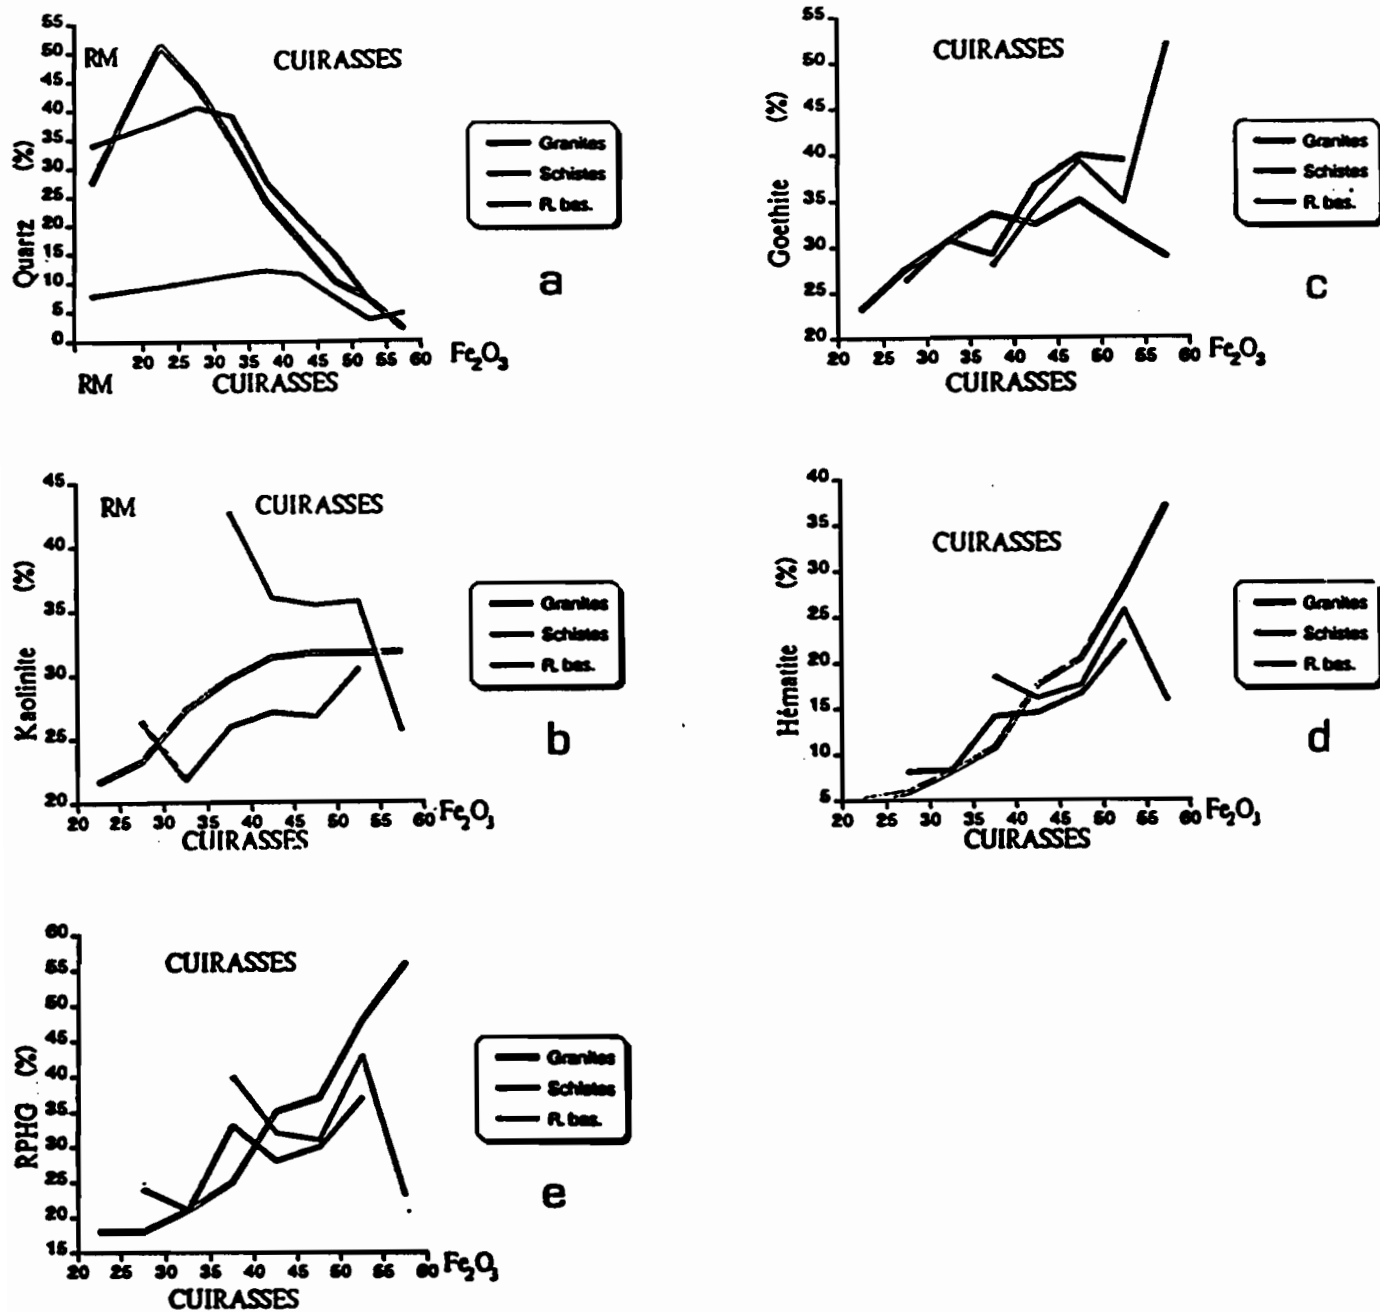 RM CUIRASSES
Quartz (%)
55
50
45
40
35
30
25
20
15
10
5
0
20 25 30 35 40 45 50 55 60 Fe2O3
RM CUIRASSES
Granites
Schistes
R. bas.
a
CUIRASSES
Goethite (%)
55
50
45
40
35
30
25
20
20 25 30 35 40 45 50 55 60 Fe2O3
CUIRASSES
Granites
Schistes
R. bas.
c
RM CUIRASSES
Kaolinite (%)
45
40
35
30
25
20
20 25 30 35 40 45 50 55 60 Fe2O3
CUIRASSES
Granites
Schistes
R. bas.
b
CUIRASSES
Hématite (%)
40
35
30
25
20
15
10
5
20 25 30 35 40 45 50 55 60 Fe2O3
CUIRASSES
Granites
Schistes
R. bas.
d
CUIRASSES
RPHG (%)
60
55
50
45
40
35
30
25
20
15
20 25 30 35 40 45 50 55 60 Fe2O3
CUIRASSES
Granites
Schistes
R. bas.
e